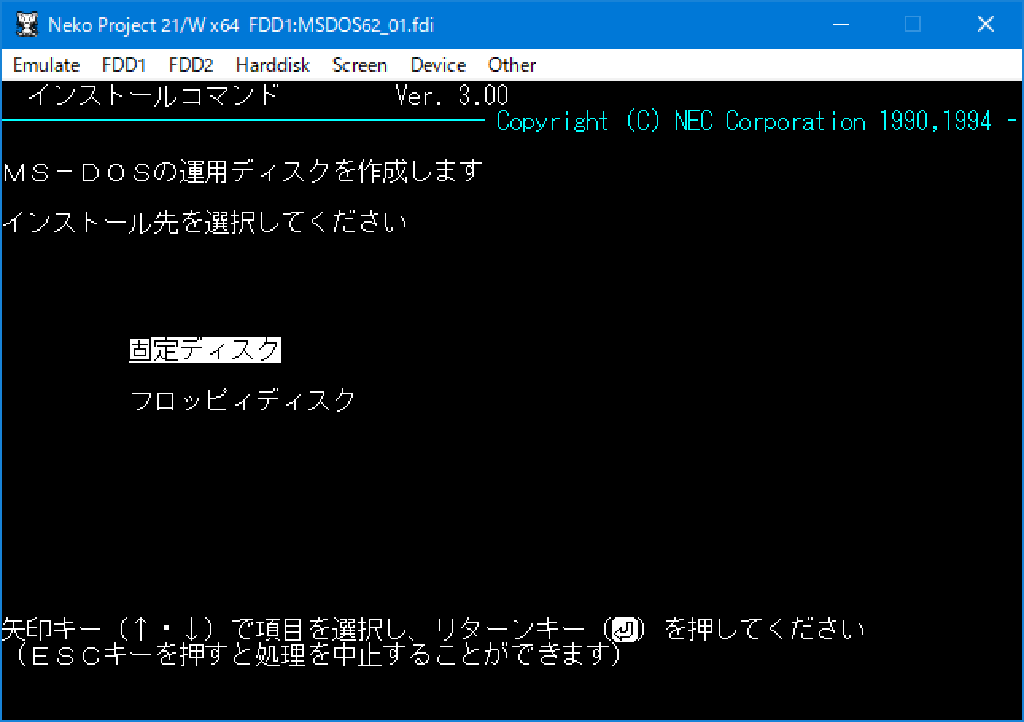 Neko Project 21/W x64 FDD1:MSDOS62_01.fdi
Emulate FDD1 FDD2 Harddisk Screen Device Other
インストールコマンド Ver. 3.00
Copyright (C) NEC Corporation 1990,1994
MS-DOSの運用ディスクを作成します
インストール先を選択してください
固定ディスク
フロッピィディスク
矢印キー(↑・↓)で項目を選択し、リターンキー(⏎)を押してください
(ESCキーを押すと処理を中止することができます)